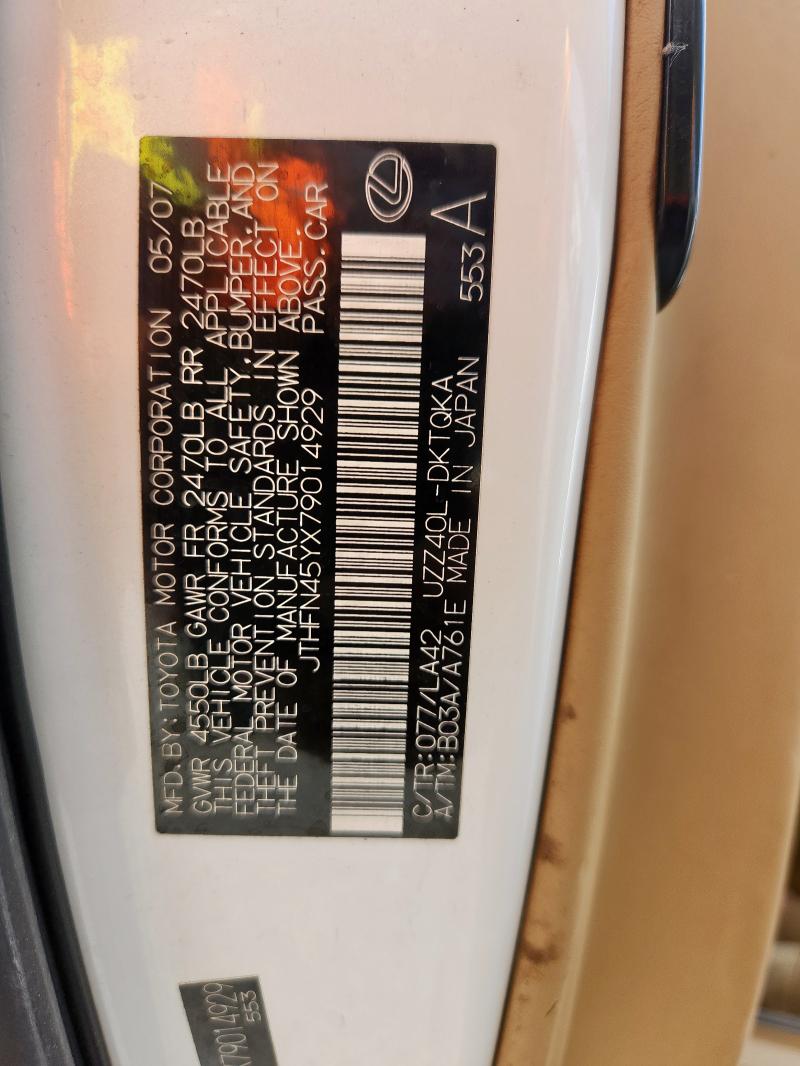 MFD. BY: TOYOTA MOTOR CORPORATION 05/07
GVWR 4550LB GAWR FR 2470LB RR 2470LB
THIS VEHICLE CONFORMS TO ALL APPLICABLE
FEDERAL MOTOR VEHICLE SAFETY, BUMPER, AND
THEFT PREVENTION STANDARDS IN EFFECT ON
THE DATE OF MANUFACTURE SHOWN ABOVE.
JTHFN45YX79014929 PASS. CAR
C/TR: 077/LA42 UZZ40L-DKTQKA
A/TM: B03A/A761E MADE IN JAPAN 553 A
X79014929
553